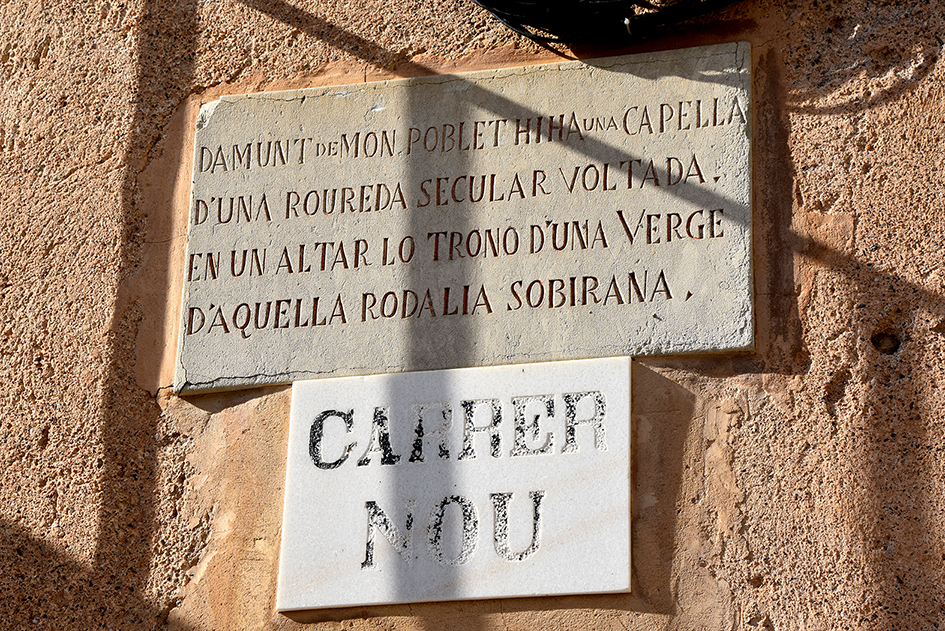 DAMUNT DE MON POBLET HI HA UNA CAPELLA
D'UNA ROUREDA SECULAR VOLTADA,
EN UN ALTAR LO TRONO D'UNA VERGE
D'AQUELLA RODALIA SOBIRANA,
CARRER
NOU